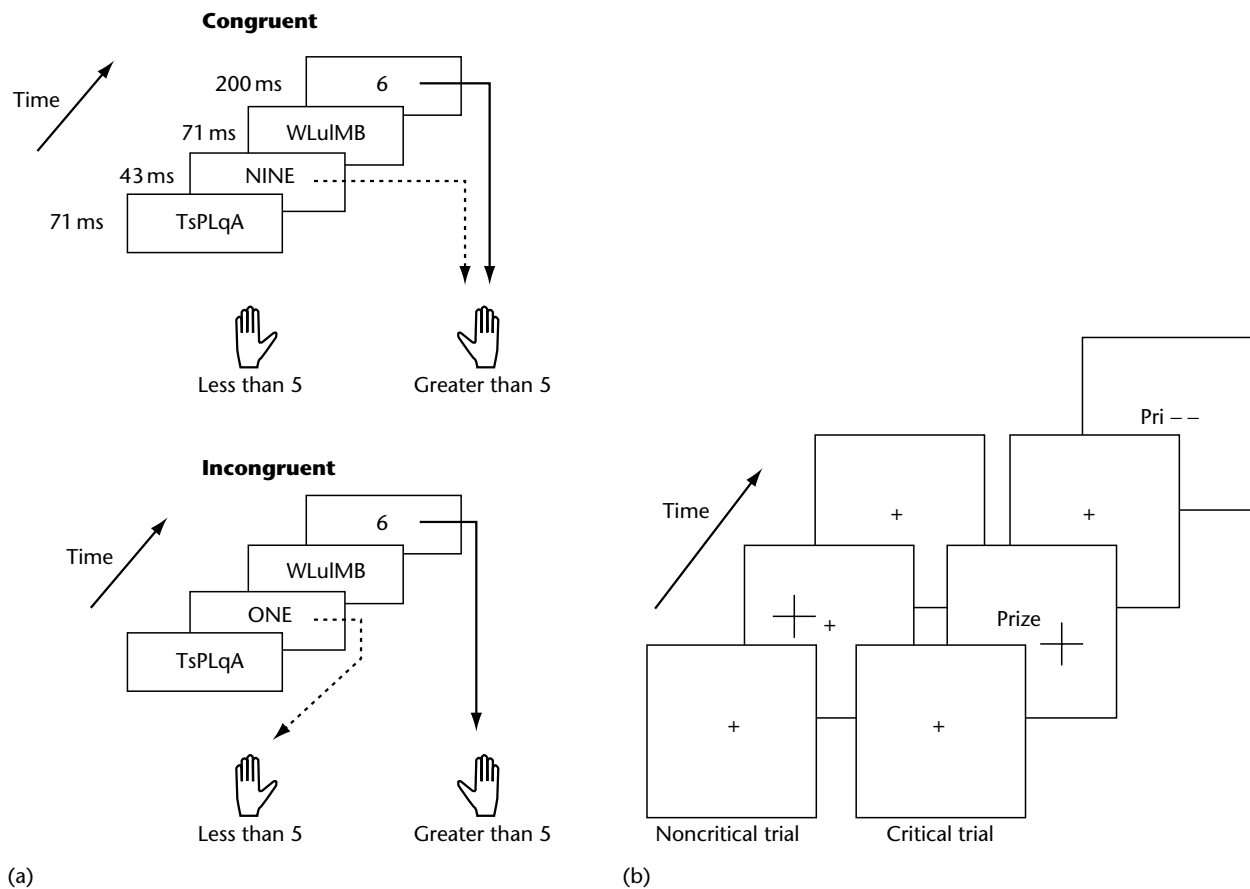 Congruent
Time
200 ms
6
71 ms
WLulMB
43 ms
NINE
71 ms
TsPLqA
Less than 5
Greater than 5
Incongruent
Time
6
WLulMB
ONE
TsPLqA
Less than 5
Greater than 5
(a)
Time
Pri – –
+
+
+
Prize
+
+
Noncritical trial
Critical trial
(b)